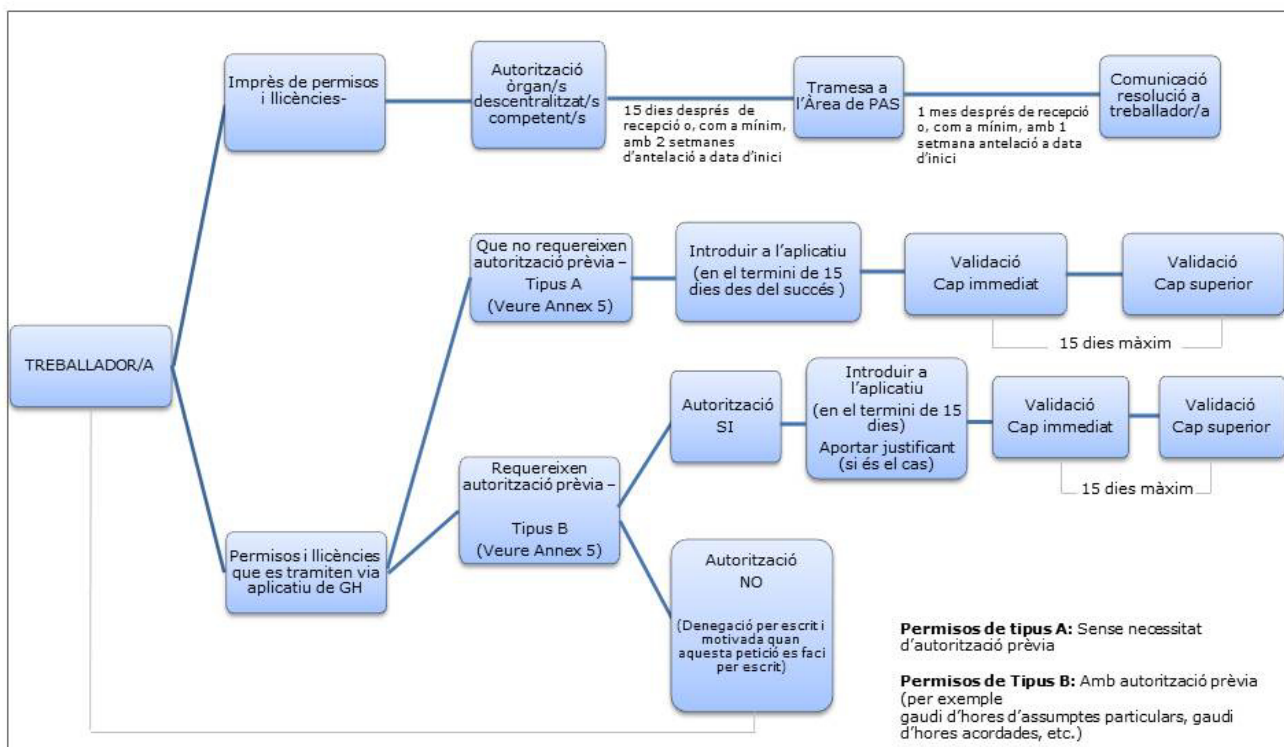 Imprès de permisos
i llicències-
Autorització
òrgan/s
descentralitzat/s
competent/s
15 dies després de
recepció o, com a mínim,
amb 2 setmanes
d'antelació a data d'inici
Tramesa a
l'Àrea de PAS
1 mes després de recepció
o, com a mínim, amb 1
setmana antelació a data
d'inici
Comunicació
resolució a
treballador/a
Que no requereixen
autorització prèvia –
Tipus A
(Veure Annex 5)
Introduir a l'aplicatiu
(en el termini de 15
dies des del succés )
Validació
Cap immediat
Validació
Cap superior
15 dies màxim
TREBALLADOR/A
Autorització
SI
Introduir a
l'aplicatiu
(en el termini de 15
dies)
Aportar justificant
(si és el cas)
Validació
Cap immediat
Validació
Cap superior
15 dies màxim
Requereixen
autorització prèvia –
Tipus B
(Veure Annex 5)
Permisos i llicències
que es tramiten via
aplicatiu de GH
Autorització
NO
(Denegació per escrit i
motivada quan
aquesta petició es faci
per escrit)
Permisos de tipus A: Sense necessitat
d'autorització prèvia
Permisos de Tipus B: Amb autorització prèvia
(per exemple
gaudi d'hores d'assumptes particulars, gaudi
d'hores acordades, etc.)